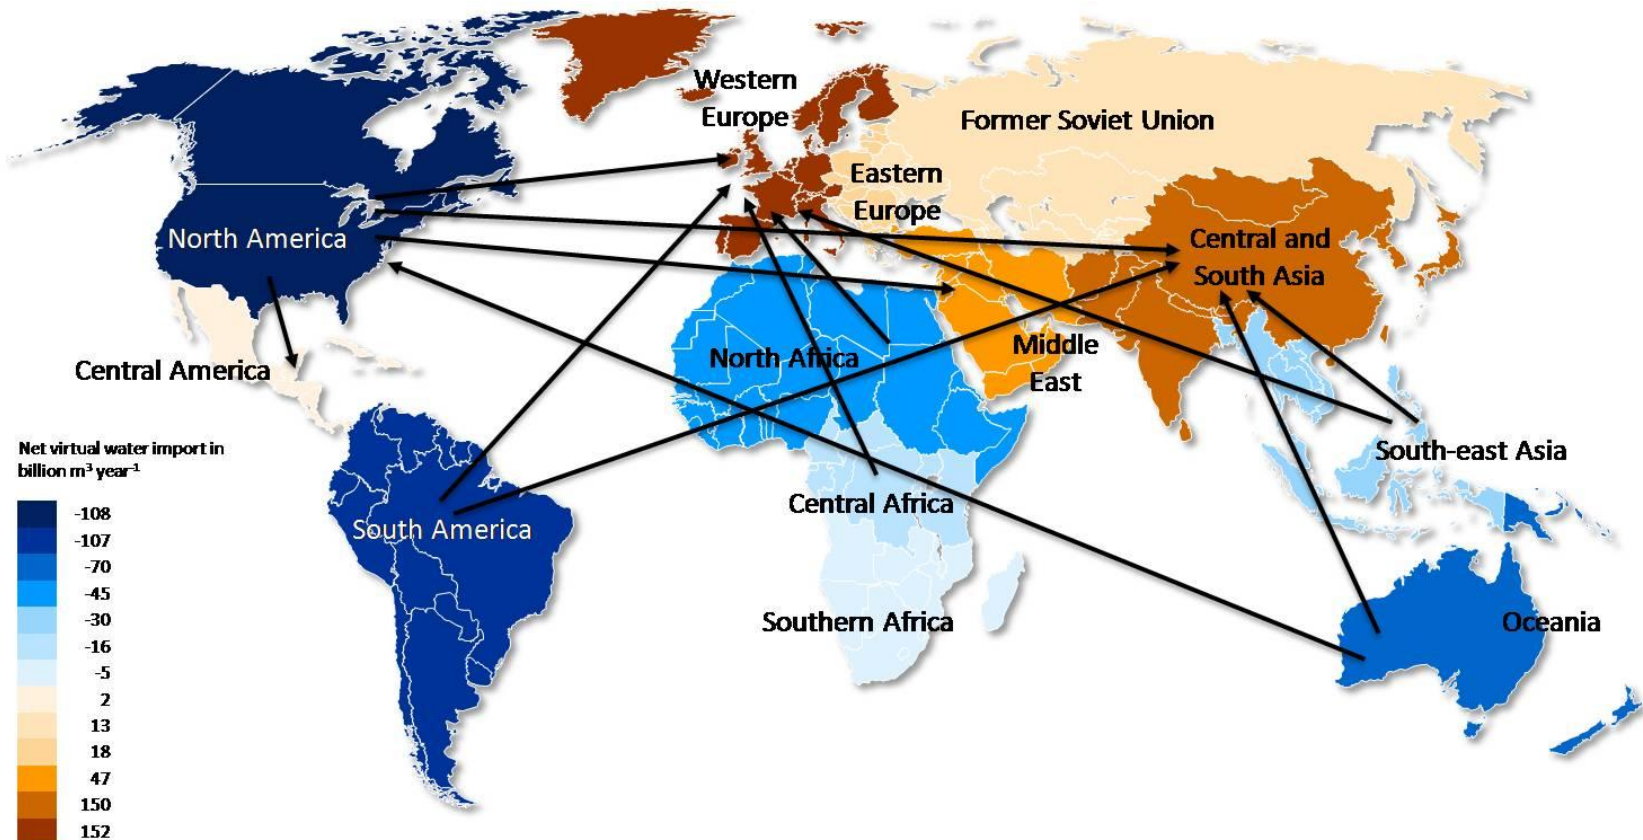 Western
Europe
Former Soviet Union
Eastern
Europe
North America
Central and
South Asia
North Africa
Middle
East
Central America
South-east Asia
Central Africa
South America
Southern Africa
Oceania
Net virtual water import in
billion m³ year⁻¹
-108
-107
-70
-45
-30
-16
-5
2
13
18
47
150
152